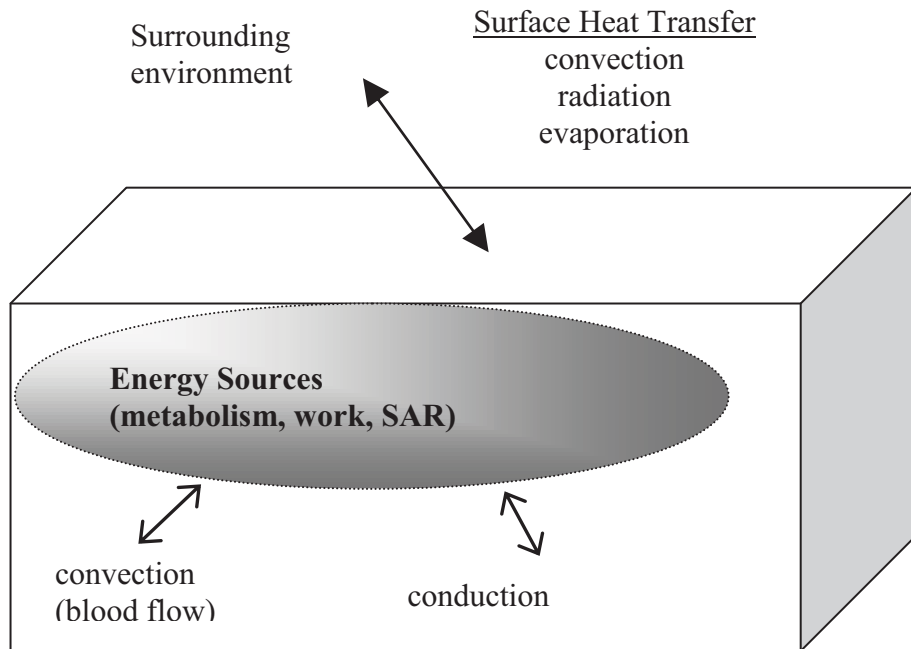 Surrounding
environment
Surface Heat Transfer
convection
radiation
evaporation
Energy Sources
(metabolism, work, SAR)
convection
(blood flow)
conduction